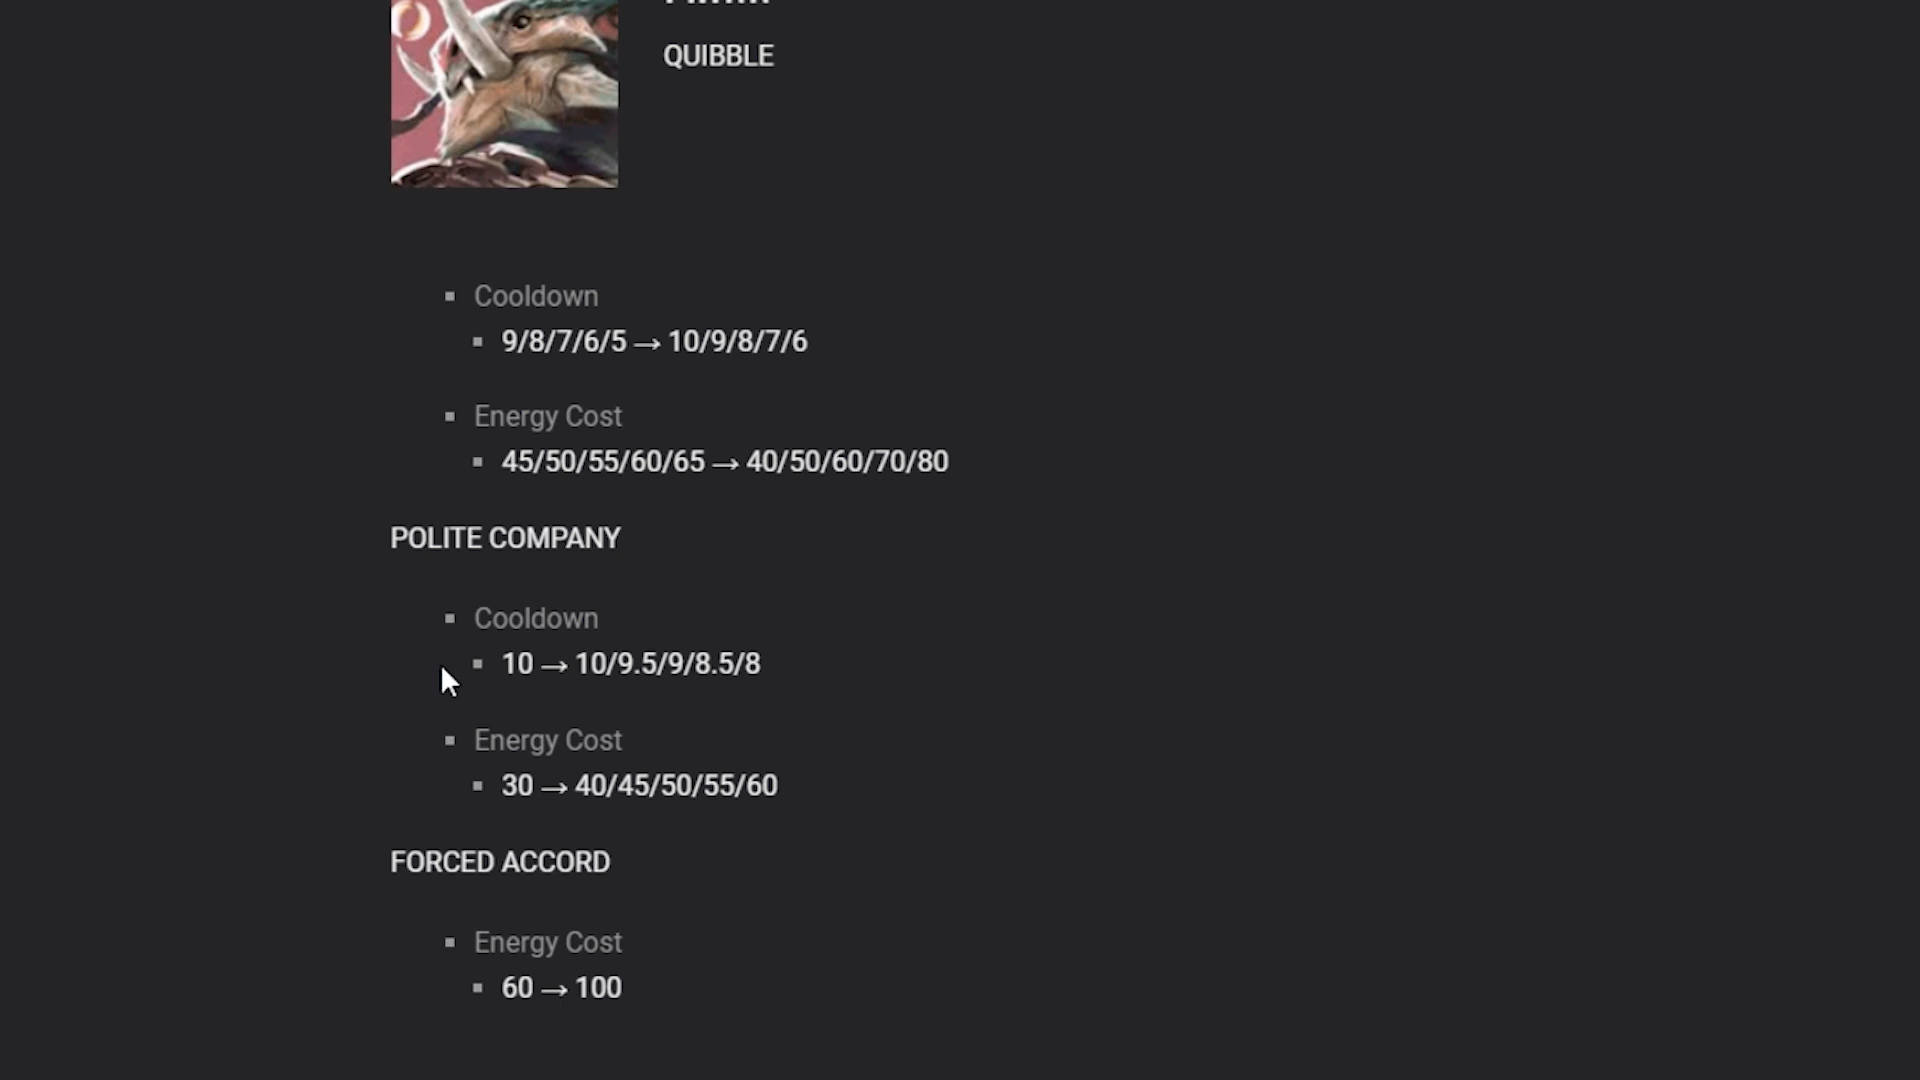 QUIBBLE
Cooldown
9/8/7/6/5 → 10/9/8/7/6
Energy Cost
45/50/55/60/65 → 40/50/60/70/80
POLITE COMPANY
Cooldown
10 → 10/9.5/9/8.5/8
Energy Cost
30 → 40/45/50/55/60
FORCED ACCORD
Energy Cost
60 → 100